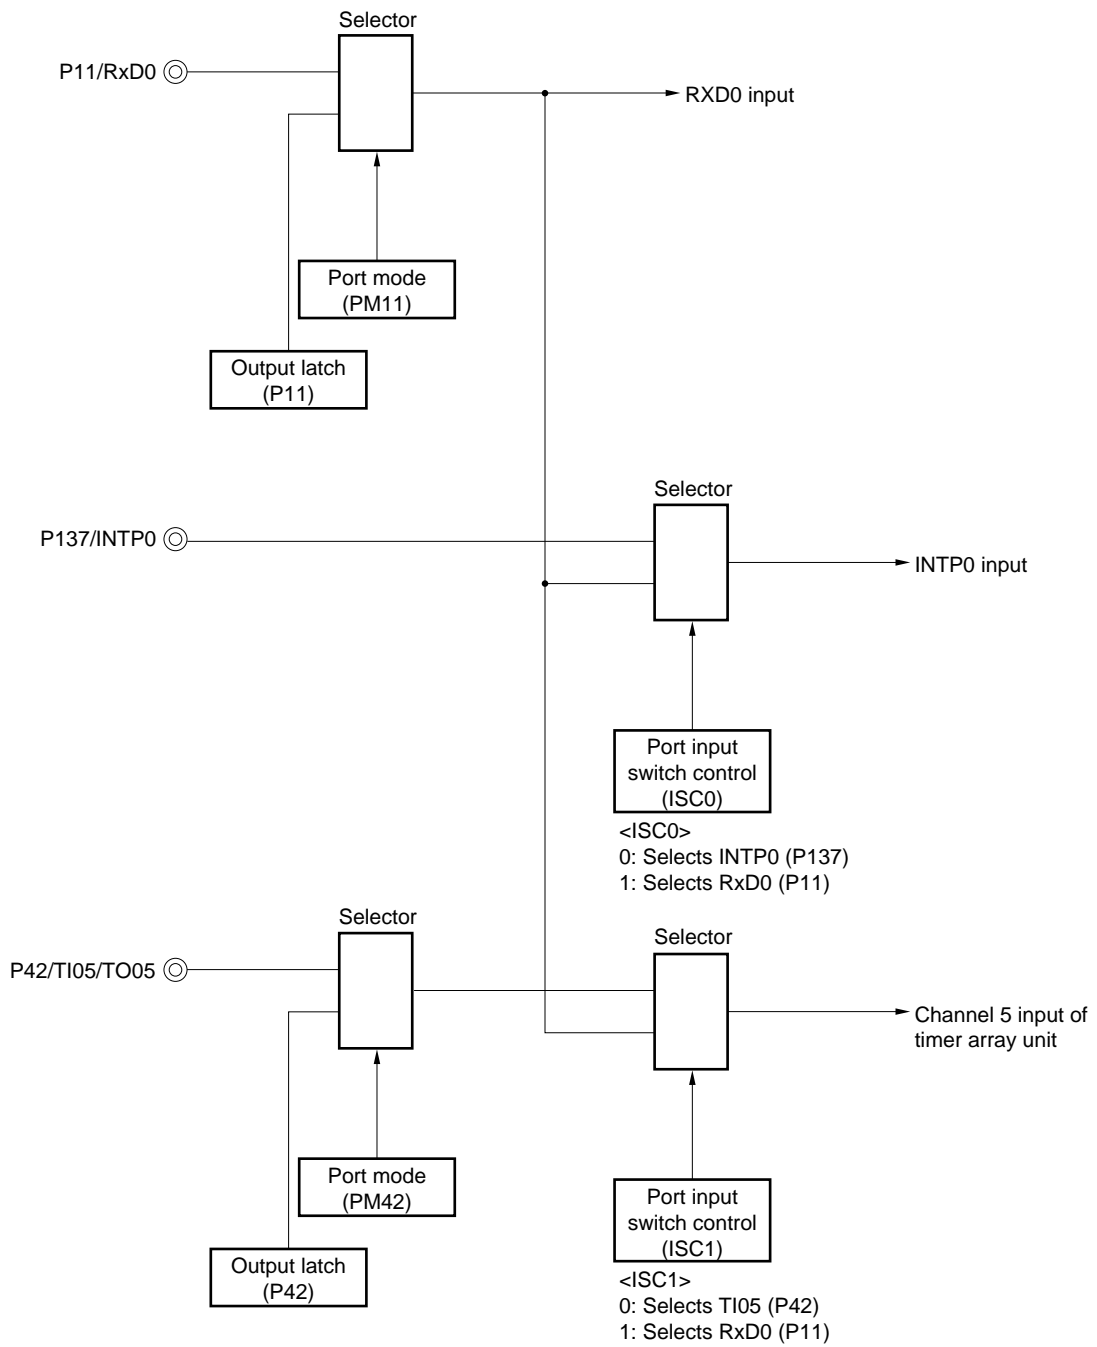 Selector
P11/RxD0
RXD0 input
Port mode
(PM11)
Output latch
(P11)
Selector
P137/INTP0
INTP0 input
Port input
switch control
(ISC0)
<ISC0>
0: Selects INTP0 (P137)
1: Selects RxD0 (P11)
Selector
Selector
P42/TI05/TO05
Channel 5 input of
timer array unit
Port mode
(PM42)
Port input
switch control
(ISC1)
Output latch
(P42)
<ISC1>
0: Selects TI05 (P42)
1: Selects RxD0 (P11)